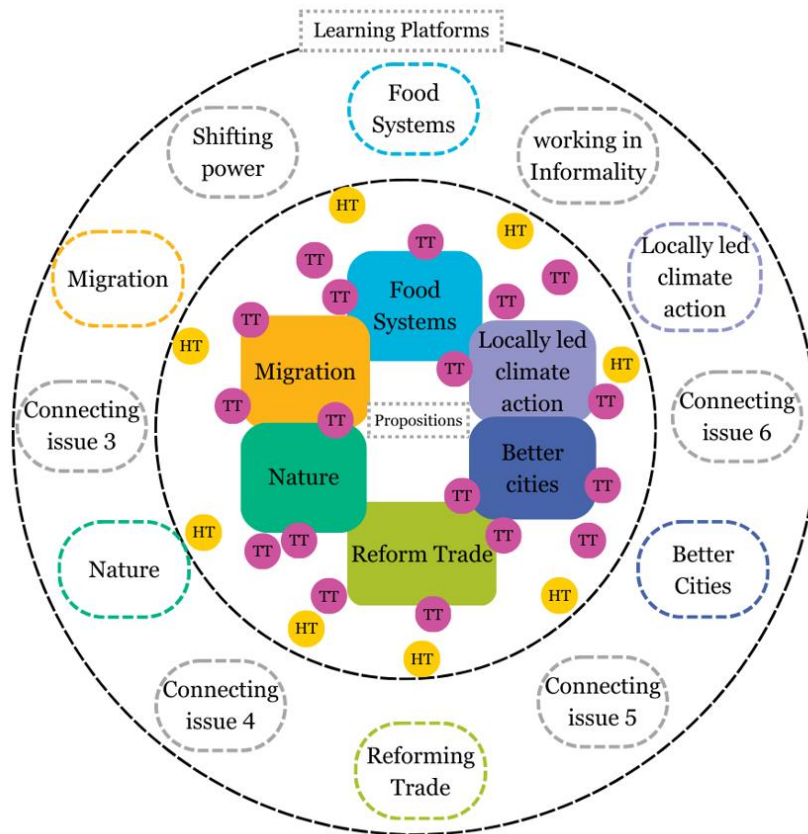 Learning Platforms
Food
Systems
Shifting
power
working in
Informality
Migration
Locally led
climate
action
HT
HT
TT
TT
TT
TT
TT
TT
Food
Systems
HT
HT
Migration
Locally led
climate
action
TT
TT
TT
TT
Connecting
issue 3
Propositions
Connecting
issue 6
Nature
Better
cities
TT
TT
HT
TT
TT
TT
TT
Nature
Reform Trade
Better
Cities
TT
TT
HT
HT
HT
Connecting
issue 4
Connecting
issue 5
Reforming
Trade